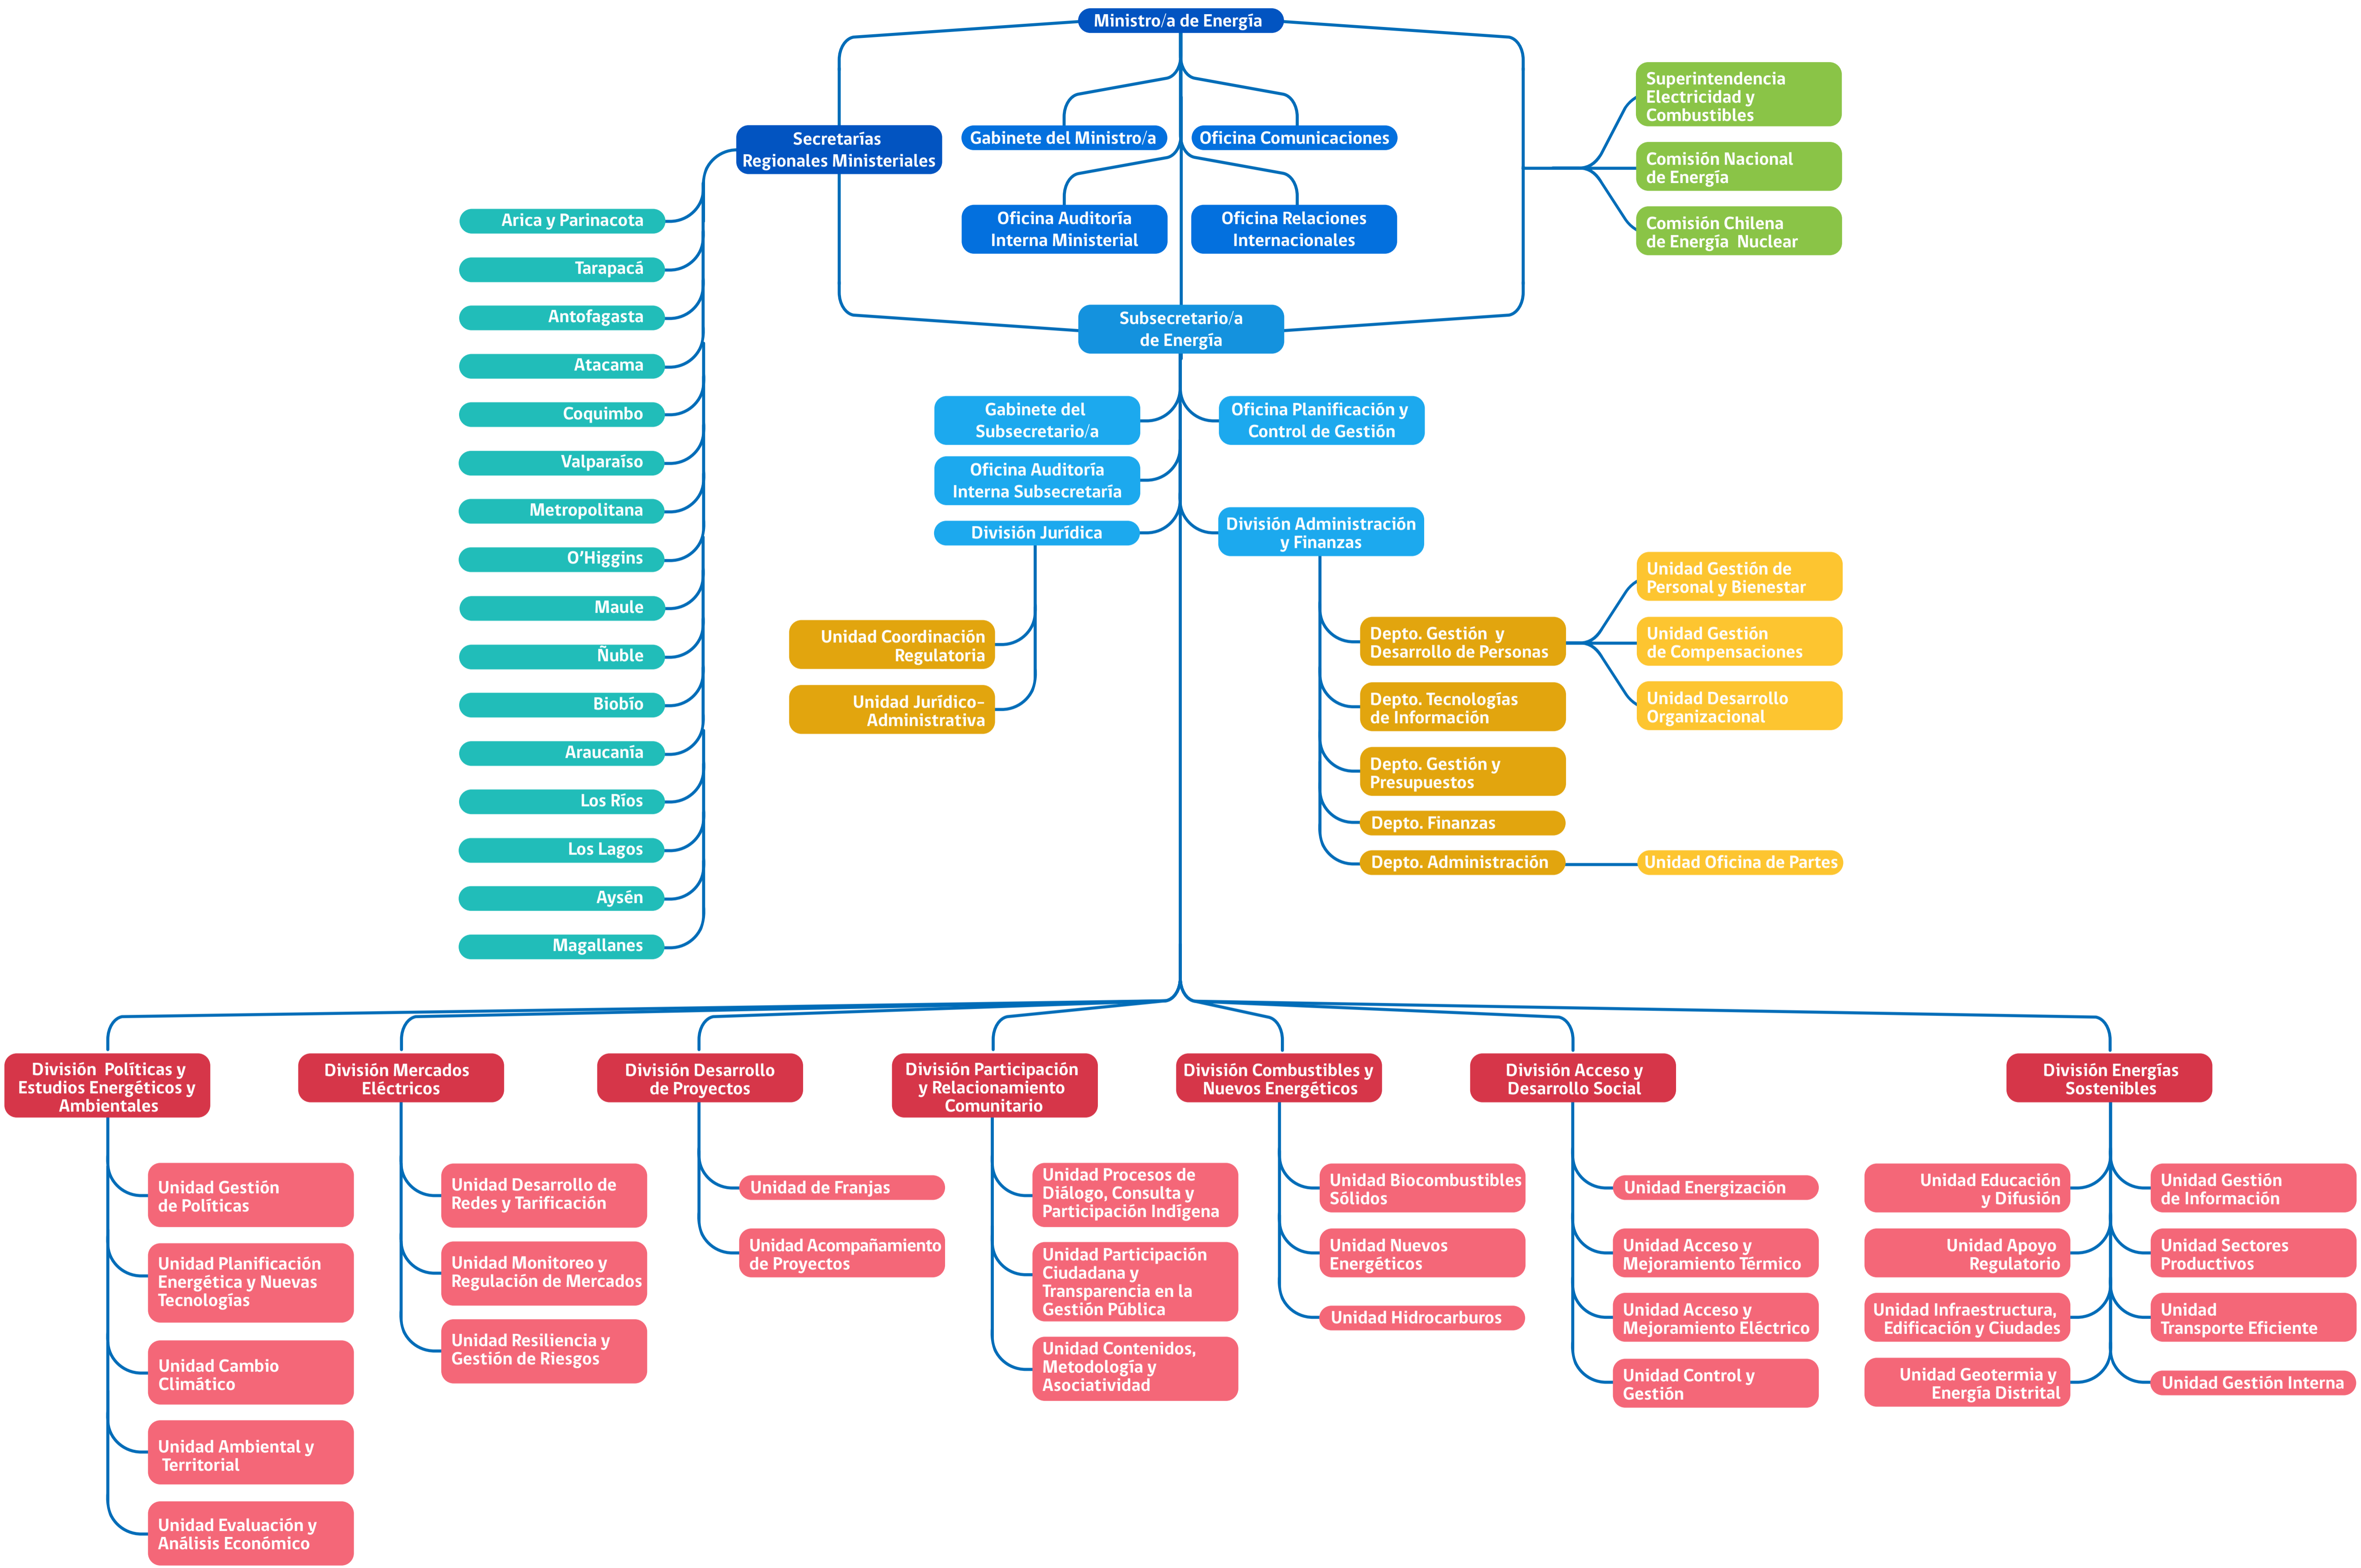 Ministro/a de Energía
Superintendencia
Electricidad y
Combustibles
Comisión Nacional
de Energía
Comisión Chilena
de Energía  Nuclear
Secretarías
Regionales Ministeriales
Gabinete del Ministro/a
Oficina Comunicaciones
Oficina Auditoría
Interna Ministerial
Oficina Relaciones
Internacionales
Arica y Parinacota
Tarapacá
Antofagasta
Atacama
Coquimbo
Valparaíso
Metropolitana
O‘Higgins
Maule
Ñuble
Biobío
Araucanía
Los Ríos
Los Lagos
Aysén
Magallanes
Subsecretario/a
de Energía
Gabinete del
Subsecretario/a
Oficina Planificación y
Control de Gestión
Oficina Auditoría
Interna Subsecretaría
División Jurídica
División Administración
y Finanzas
Unidad Coordinación
Regulatoria
Unidad Jurídico-
Administrativa
Depto. Gestión  y
Desarrollo de Personas
Depto. Tecnologías
de Información
Depto. Gestión y
Presupuestos
Depto. Finanzas
Depto. Administración
Unidad Gestión de
Personal y Bienestar
Unidad Gestión
de Compensaciones
Unidad Desarrollo
Organizacional
Unidad Oficina de Partes
División  Políticas y
Estudios Energéticos y
Ambientales
Unidad Gestión
de Políticas
Unidad Planificación
Energética y Nuevas
Tecnologías
Unidad Cambio
Climático
Unidad Ambiental y
Territorial
Unidad Evaluación y
Análisis Económico
División Mercados
Eléctricos
Unidad Desarrollo de
Redes y Tarificación
Unidad Monitoreo y
Regulación de Mercados
Unidad Resiliencia y
Gestión de Riesgos
División Desarrollo
de Proyectos
Unidad de Franjas
Unidad Acompañamiento
de Proyectos
División Participación
y Relacionamiento
Comunitario
Unidad Procesos de
Diálogo, Consulta y
Participación Indígena
Unidad Participación
Ciudadana y
Transparencia en la
Gestión Pública
Unidad Contenidos,
Metodología y
Asociatividad
División Combustibles y
Nuevos Energéticos
Unidad Biocombustibles
Sólidos
Unidad Nuevos
Energéticos
Unidad Hidrocarburos
División Acceso y
Desarrollo Social
Unidad Energización
Unidad Acceso y
Mejoramiento Térmico
Unidad Acceso y
Mejoramiento Eléctrico
Unidad Control y
Gestión
División Energías
Sostenibles
Unidad Educación
y Difusión
Unidad Apoyo
Regulatorio
Unidad Infraestructura,
Edificación y Ciudades
Unidad Geotermia y
Energía Distrital
Unidad Gestión
de Información
Unidad Sectores
Productivos
Unidad
Transporte Eficiente
Unidad Gestión Interna